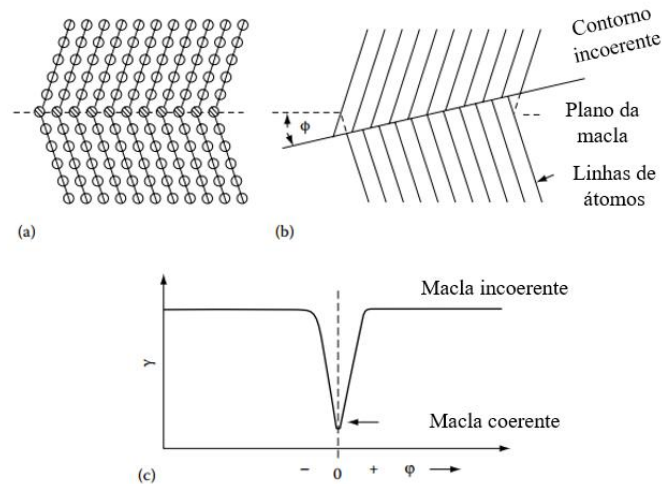 Contorno
incoerente
ϕ
Plano da
macla
Linhas de
átomos
(a)
(b)
Macla incoerente
γ
Macla coerente
(c)
− 0 + φ